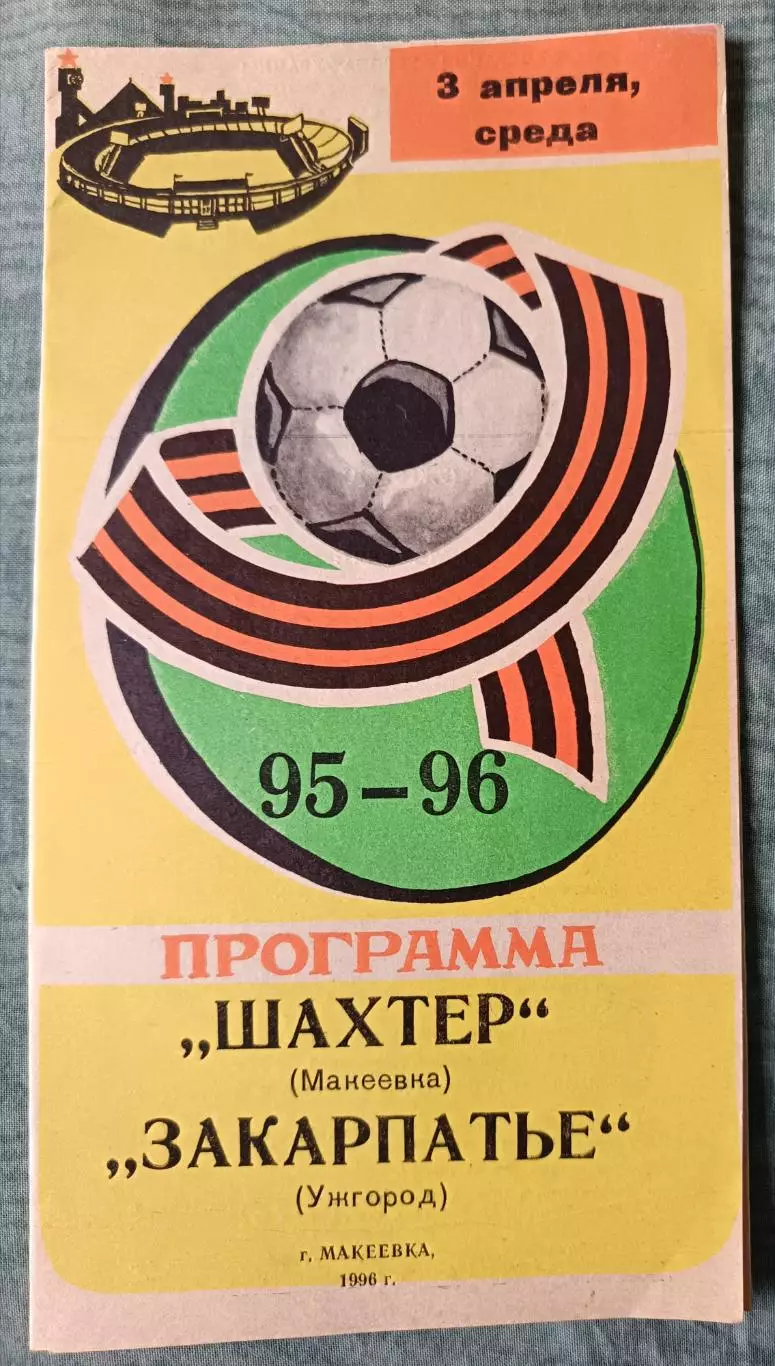 3 апреля,
среда
95-96
ПРОГРАММА
„ШАХТЕР“
(Макеевка)
„ЗАКАРПАТЬЕ“
(Ужгород)
г. МАКЕЕВКА,
1996 г.